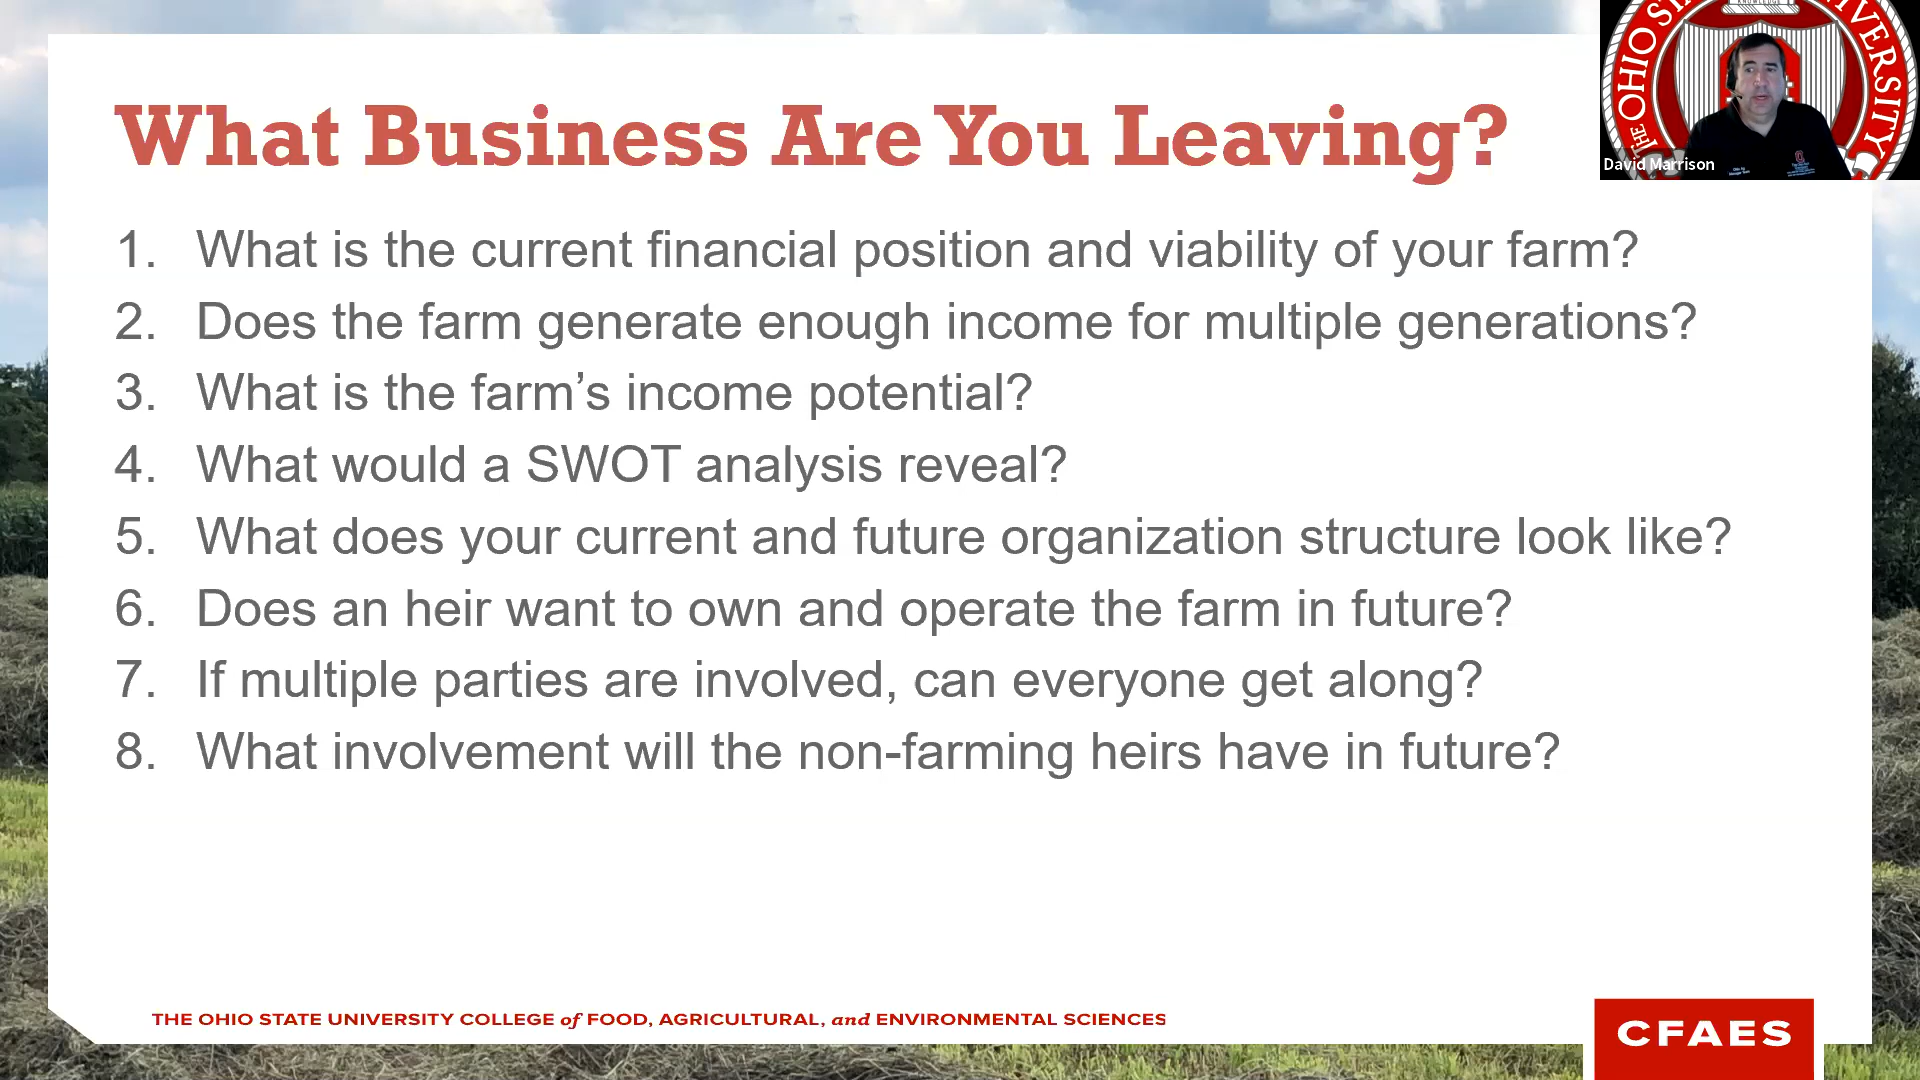 What Business Are You Leaving?
THE OHIO STATE UNIVERSITY
David Marrison
1. What is the current financial position and viability of your farm?
2. Does the farm generate enough income for multiple generations?
3. What is the farm’s income potential?
4. What would a SWOT analysis reveal?
5. What does your current and future organization structure look like?
6. Does an heir want to own and operate the farm in future?
7. If multiple parties are involved, can everyone get along?
8. What involvement will the non-farming heirs have in future?
THE OHIO STATE UNIVERSITY COLLEGE of FOOD, AGRICULTURAL, and ENVIRONMENTAL SCIENCES
CFAES